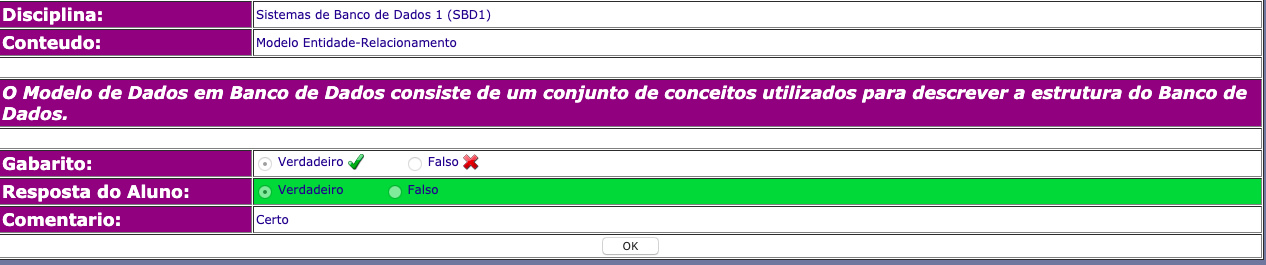 Disciplina: Sistemas de Banco de Dados 1 (SBD1)
Conteudo: Modelo Entidade-Relacionamento
O Modelo de Dados em Banco de Dados consiste de um conjunto de conceitos utilizados para descrever a estrutura do Banco de
Dados.
Gabarito: Verdadeiro Falso
Resposta do Aluno: Verdadeiro Falso
Comentario: Certo
OK